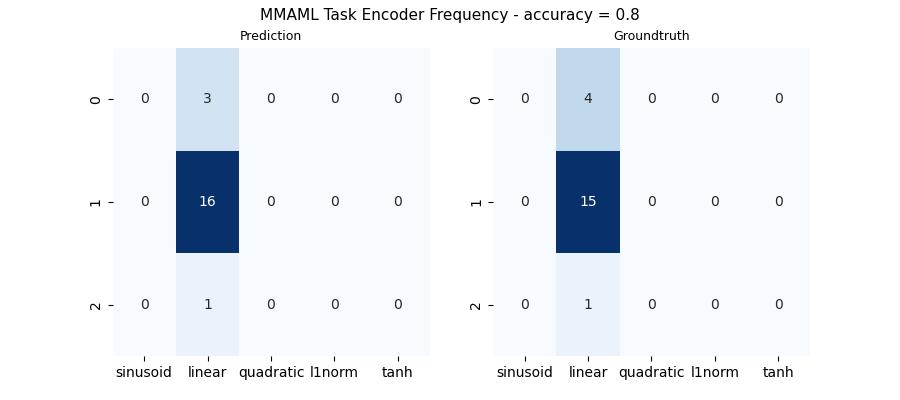 MMAML Task Encoder Frequency - accuracy = 0.8
Prediction Groundtruth
0 0 3 0 0 0 0 0 4 0 0 0
1 0 16 0 0 0 1 0 15 0 0 0
2 0 1 0 0 0 2 0 1 0 0 0
sinusoid linear quadratic l1norm tanh sinusoid linear quadratic l1norm tanh